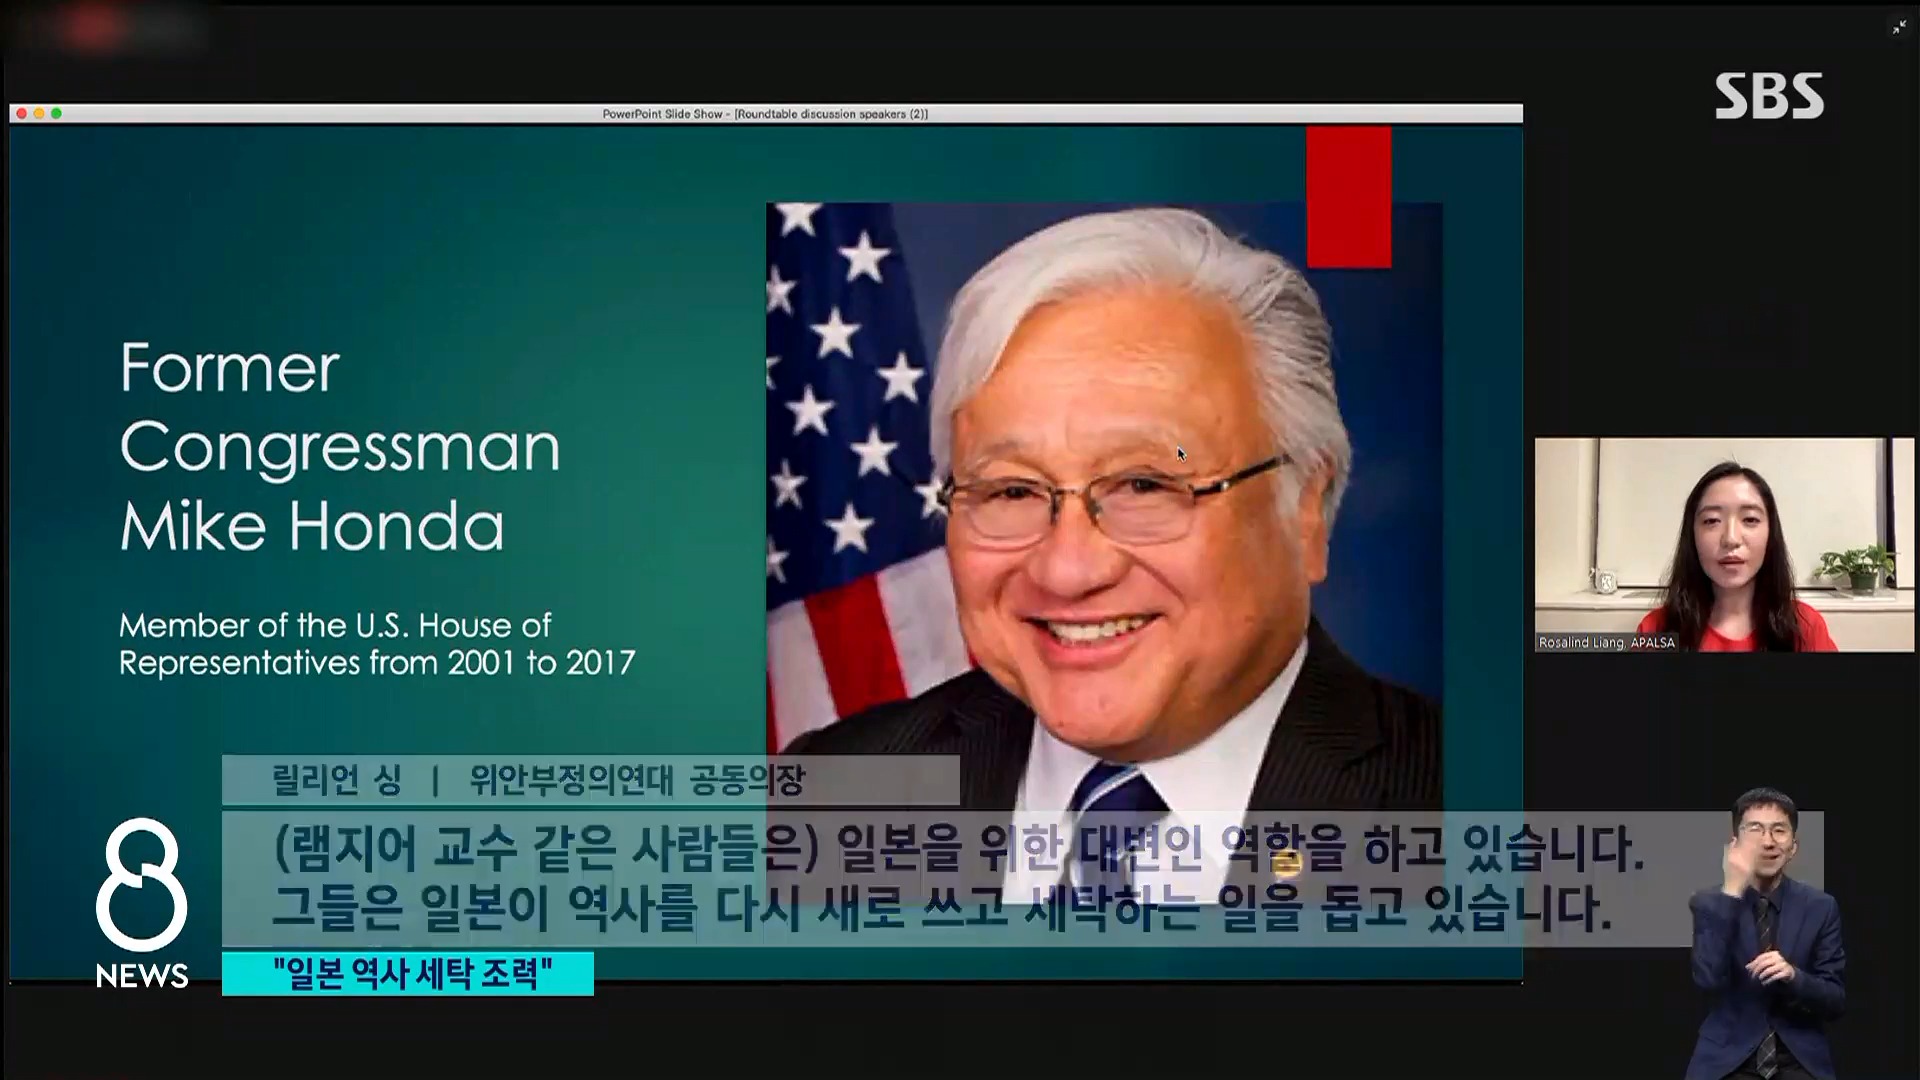 SBS
PowerPoint Slide Show - [Roundtable discussion speakers (2)]
Former
Congressman
Mike Honda
Member of the U.S. House of
Representatives from 2001 to 2017
Rosalind Liang, APALSA
릴리언 싱 | 위안부정의연대 공동의장
(램지어 교수 같은 사람들은) 일본을 위한 대변인 역할을 하고 있습니다.
그들은 일본이 역사를 다시 새로 쓰고 세탁하는 일을 돕고 있습니다.
8
NEWS
"일본 역사 세탁 조력"